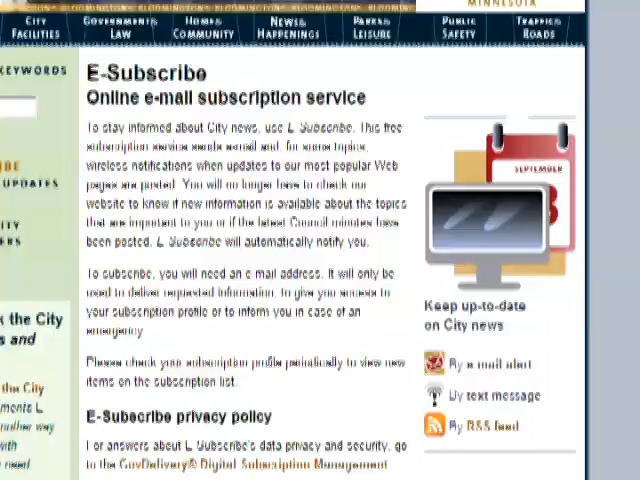 MINNESOTA
CITY FACILITIES
GOVERNMENT & LAW
HOME & COMMUNITY
NEWS & HAPPENINGS
PARKS & LEISURE
PUBLIC SAFETY
TRAFFIC & ROADS
KEYWORDS
UPDATES
E-Subscribe
Online e-mail subscription service
To stay informed about City news, use E-Subscribe. This free
subscription service sends e-mail and, for some topics,
wireless notifications when updates to our most popular Web
pages are posted. You will no longer have to check our
website to know if new information is available about the topics
that are important to you or if the latest Council minutes have
been posted. E-Subscribe will automatically notify you.
To subscribe, you will need an e-mail address. It will only be
used to deliver requested information, to give you access to
your subscription profile or to inform you in case of an
emergency.
Please check your subscription profile periodically to view new
items on the subscription list.
E-Subscribe privacy policy
For answers about E-Subscribe's data privacy and security, go
to the GovDelivery® Digital Subscription Management
SEPTEMBER
Keep up-to-date
on City news
By e-mail alert
By text message
By RSS feed
k the City
s and
the City
another way
with
need